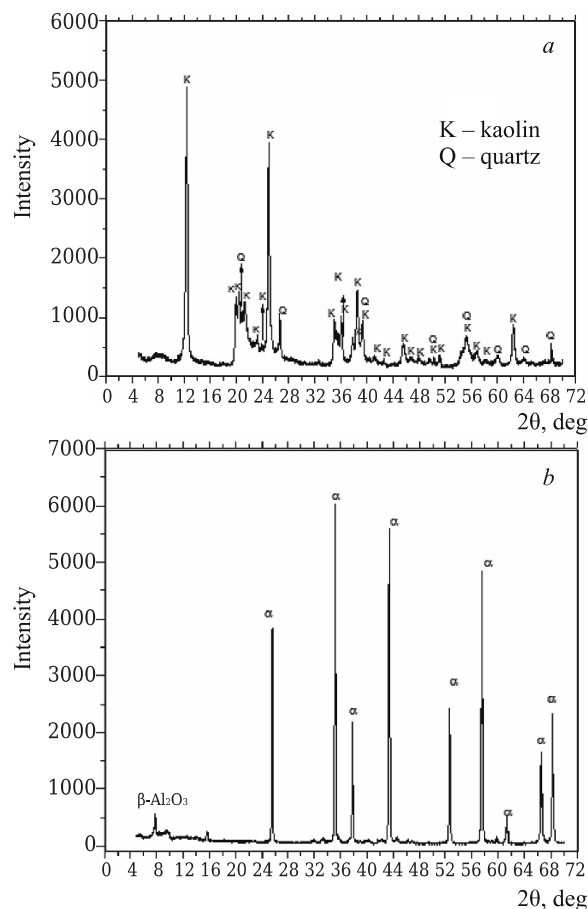 6000
a
5000
K
K – kaolin
Q – quartz
4000
K
Intensity
3000
2000
Q
K K K K K Q
K K K K Q K
K K K K K Q K
Q K K K Q K Q Q
1000
0
0 4 8 12 16 20 24 28 32 36 40 44 48 52 56 60 64 68 72
2θ, deg
7000
b
6000
α
α
5000
α
4000
α
Intensity
3000
α
α
α
2000
α
1000
β-Al₂O₃
α
0
0 4 8 12 16 20 24 28 32 36 40 44 48 52 56 60 64 68 72
2θ, deg